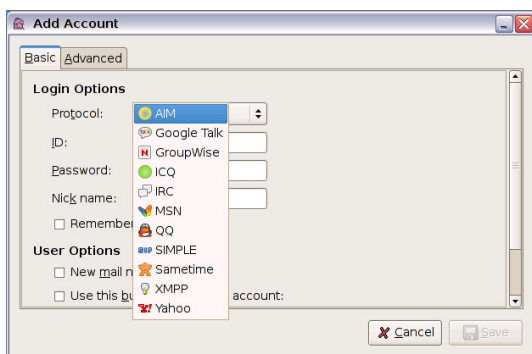 Add Account
Basic Advanced
Login Options
Protocol: AIM
Google Talk
ID:
GroupWise
Password: ICQ
IRC
Nick name:
MSN
Remember
QQ
User Options SIMPLE
New mail n Sametime
XMPP
Use this bu account:
Yahoo
Cancel Save